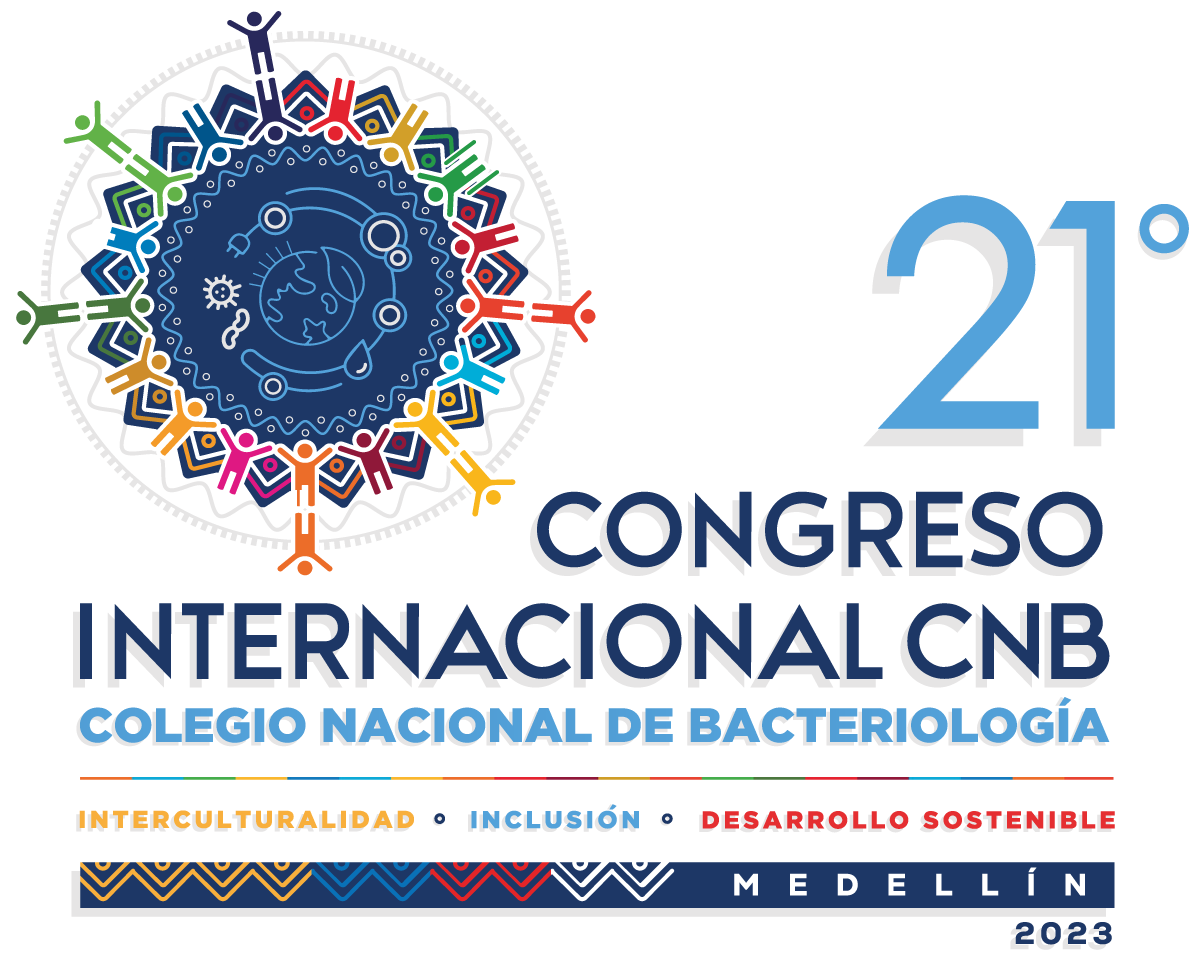 21°
CONGRESO
INTERNACIONAL CNB
COLEGIO NACIONAL DE BACTERIOLOGÍA
INTERCULTURALIDAD • INCLUSIÓN • DESARROLLO SOSTENIBLE
MEDELLÍN
2023